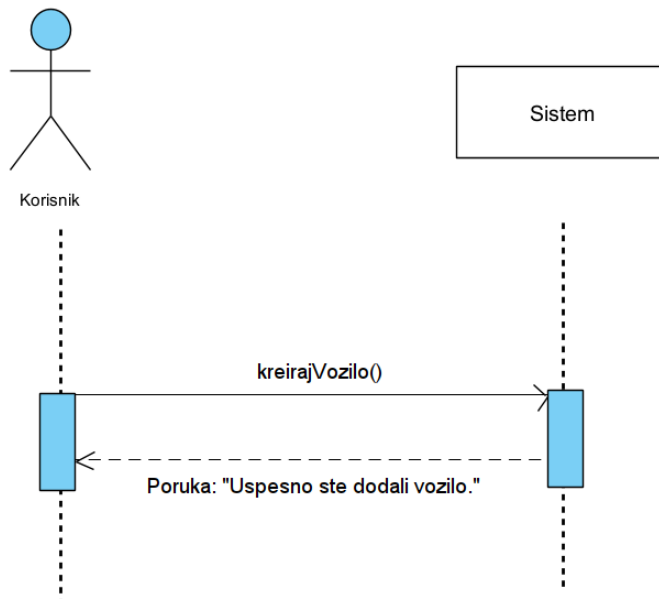 Sistem
Korisnik
kreirajVozilo()
Poruka: "Uspesno ste dodali vozilo."